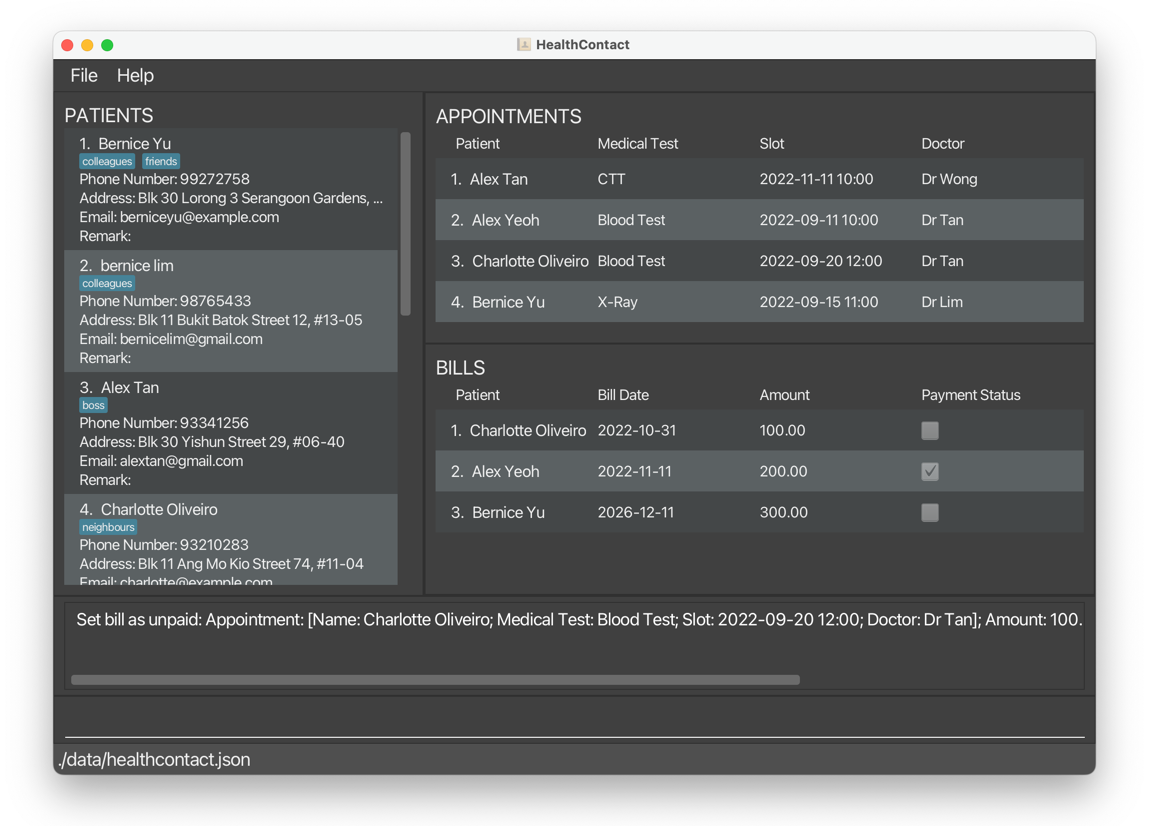 HealthContact
File Help
PATIENTS
1. Bernice Yu
colleagues friends
Phone Number: 99272758
Address: Blk 30 Lorong 3 Serangoon Gardens, ...
Email: berniceyu@example.com
Remark:
2. bernice lim
colleagues
Phone Number: 98765433
Address: Blk 11 Bukit Batok Street 12, #13-05
Email: bernicelim@gmail.com
Remark:
3. Alex Tan
boss
Phone Number: 93341256
Address: Blk 30 Yishun Street 29, #06-40
Email: alextan@gmail.com
Remark:
4. Charlotte Oliveiro
neighbours
Phone Number: 93210283
Address: Blk 11 Ang Mo Kio Street 74, #11-04
Email: charlotte@example.com
APPOINTMENTS
Patient Medical Test Slot Doctor
1. Alex Tan CTT 2022-11-11 10:00 Dr Wong
2. Alex Yeoh Blood Test 2022-09-11 10:00 Dr Tan
3. Charlotte Oliveiro Blood Test 2022-09-20 12:00 Dr Tan
4. Bernice Yu X-Ray 2022-09-15 11:00 Dr Lim
BILLS
Patient Bill Date Amount Payment Status
1. Charlotte Oliveiro 2022-10-31 100.00
2. Alex Yeoh 2022-11-11 200.00
3. Bernice Yu 2026-12-11 300.00
Set bill as unpaid: Appointment: [Name: Charlotte Oliveiro; Medical Test: Blood Test; Slot: 2022-09-20 12:00; Doctor: Dr Tan]; Amount: 100.
./data/healthcontact.json